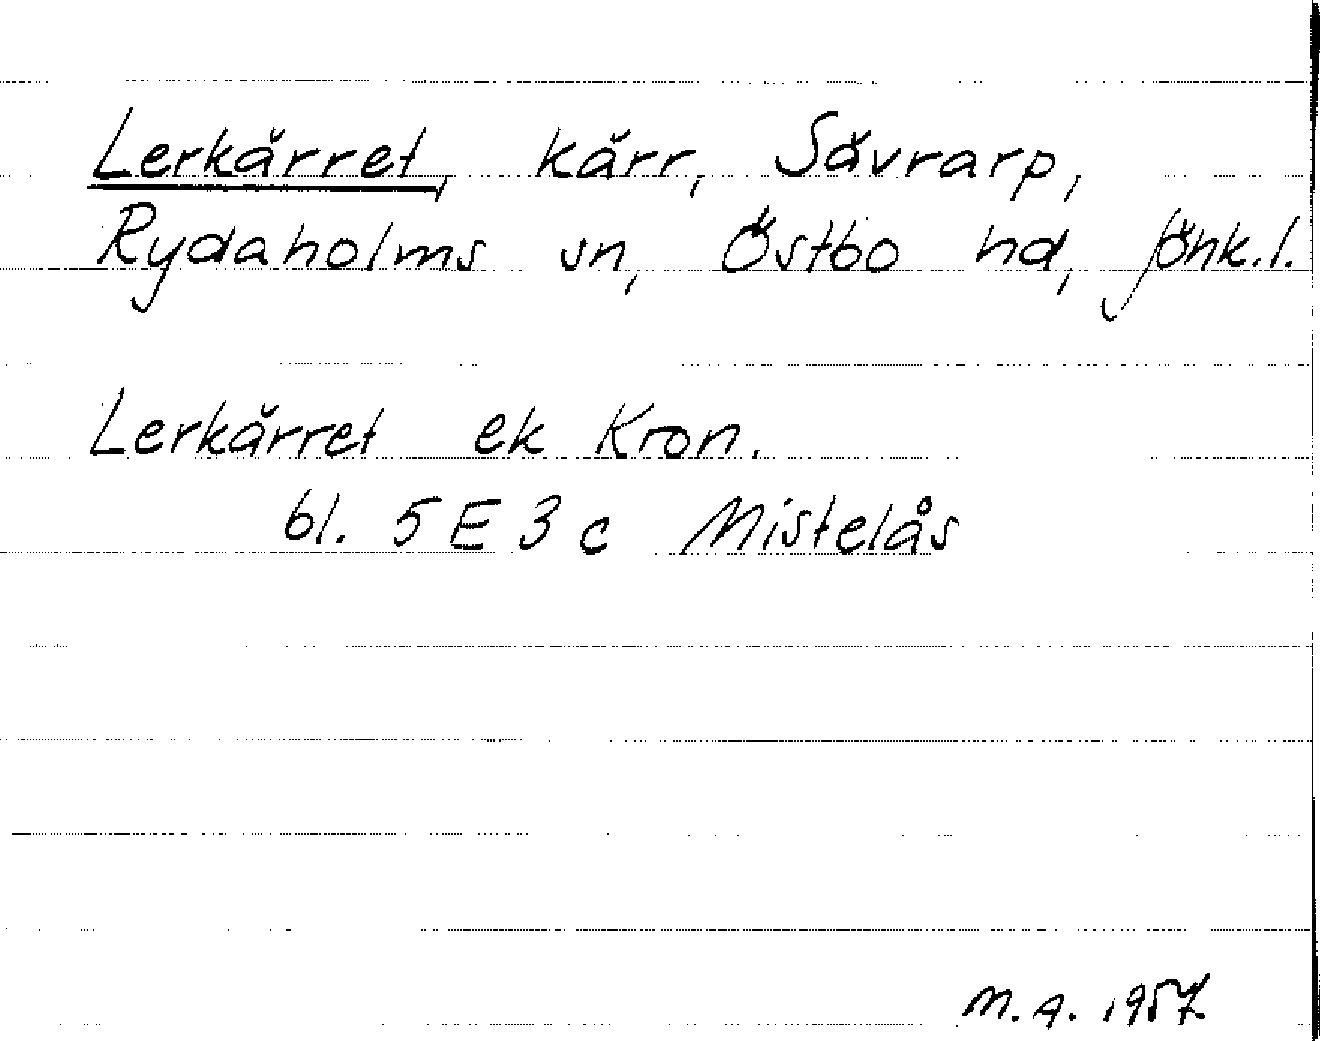 Lerkärret, kärr, Sävrarp,
Rydaholms sn, Östbo hd, Jönk.l.
Lerkärret ek Kron.
bl. 5 E 3 c Mistelås
M.A. 1957